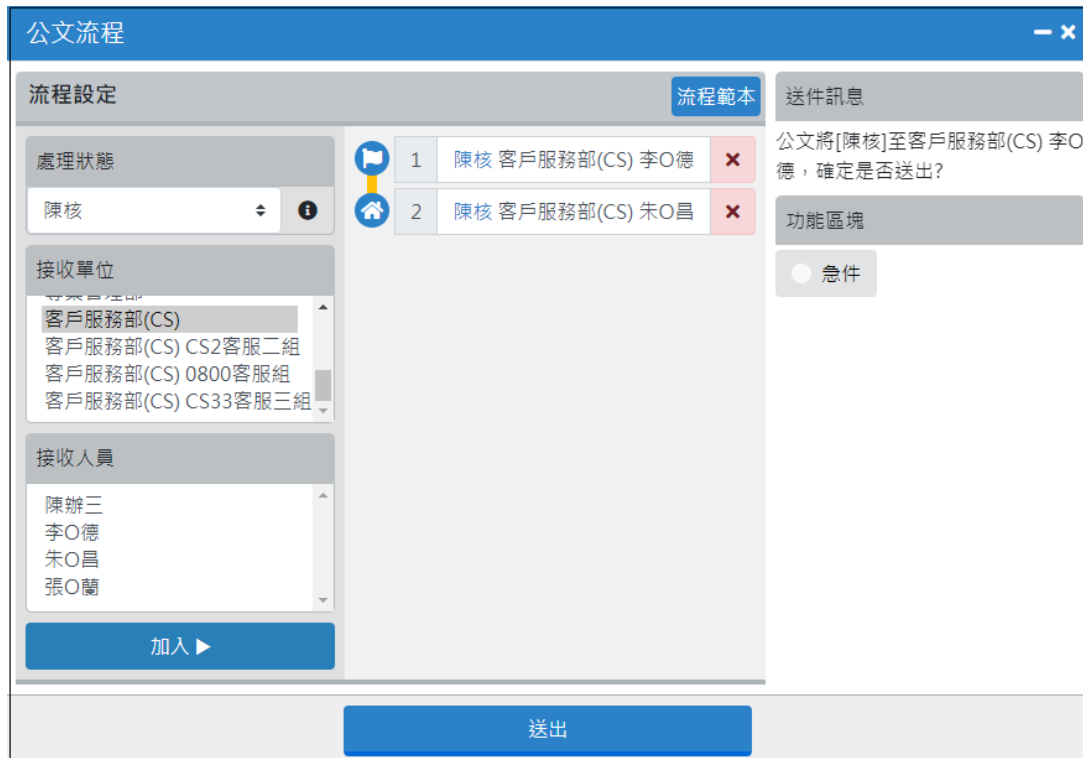 公文流程
流程設定
流程範本
處理狀態
陳核
接收單位
客戶服務部(CS)
客戶服務部(CS) CS2客服二組
客戶服務部(CS) 0800客服組
客戶服務部(CS) CS33客服三組
接收人員
陳辦三
李O德
朱O昌
張O蘭
加入
1 陳核 客戶服務部(CS) 李O德
2 陳核 客戶服務部(CS) 朱O昌
送件訊息
公文將[陳核]至客戶服務部(CS) 李O
德，確定是否送出?
功能區塊
急件
送出